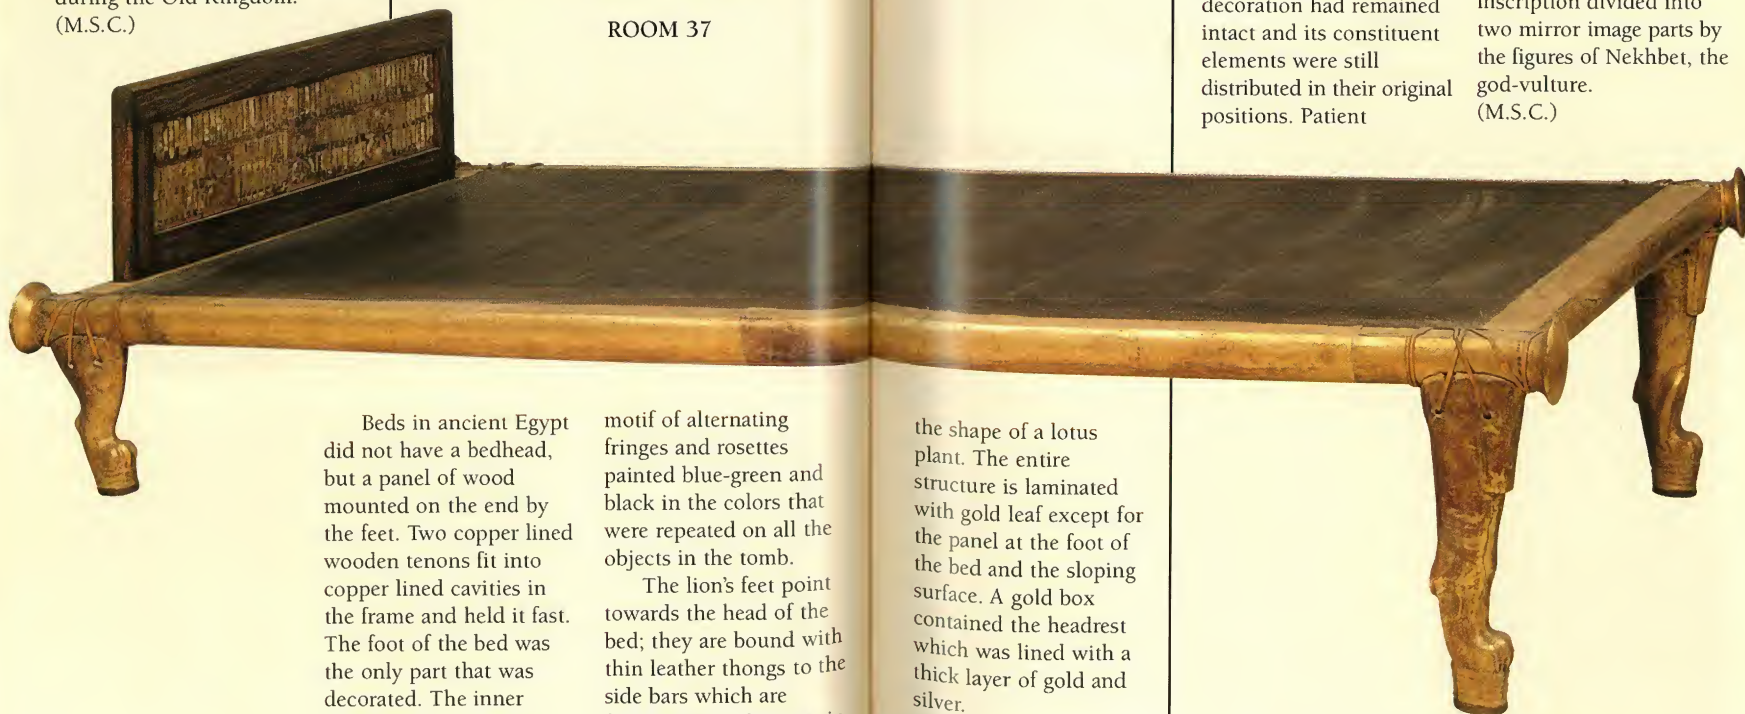 during the Old Kingdom.
(M.S.C.)
ROOM 37
decoration had remained
intact and its constituent
elements were still
distributed in their original
positions. Patient
inscription divided into
two mirror image parts by
the figures of Nekhbet, the
god-vulture.
(M.S.C.)
Beds in ancient Egypt
did not have a bedhead,
but a panel of wood
mounted on the end by
the feet. Two copper lined
wooden tenons fit into
copper lined cavities in
the frame and held it fast.
The foot of the bed was
the only part that was
decorated. The inner
motif of alternating
fringes and rosettes
painted blue-green and
black in the colors that
were repeated on all the
objects in the tomb.
The lion's feet point
towards the head of the
bed; they are bound with
thin leather thongs to the
side bars which are
the shape of a lotus
plant. The entire
structure is laminated
with gold leaf except for
the panel at the foot of
the bed and the sloping
surface. A gold box
contained the headrest
which was lined with a
thick layer of gold and
silver.